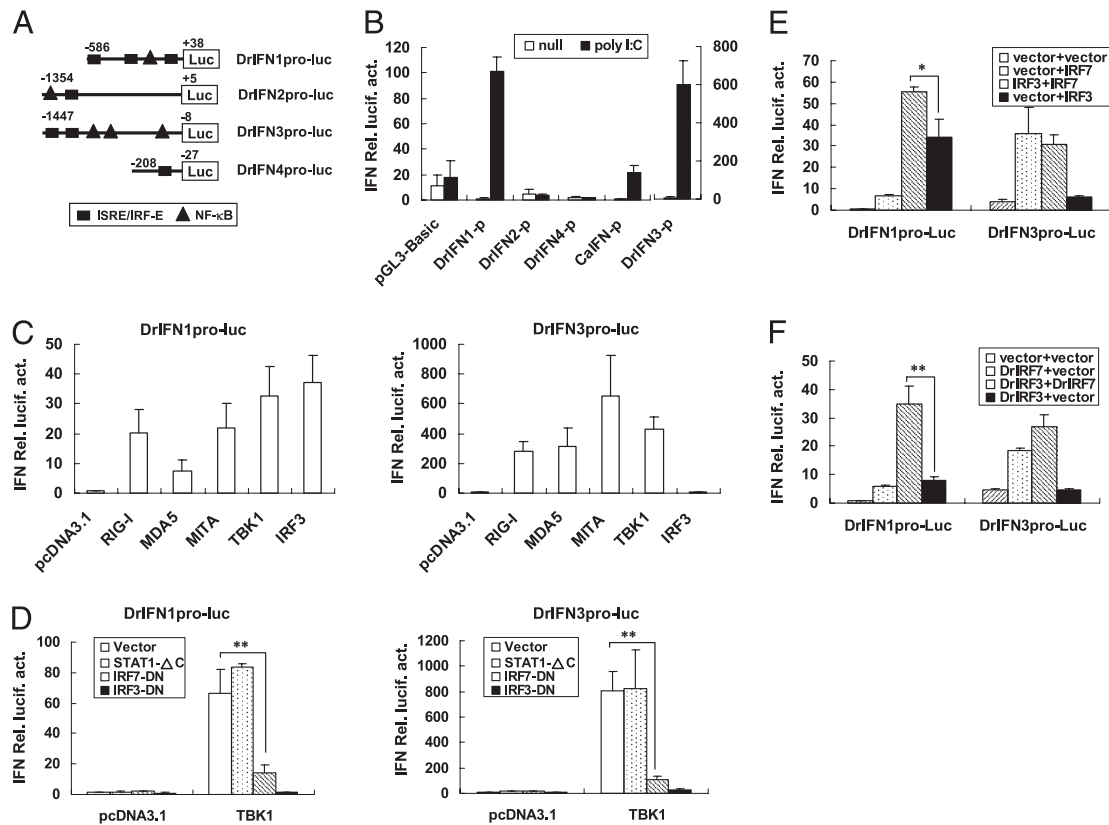 A
-586
+38
Luc
DrIFN1pro-luc
-1354
+5
Luc
DrIFN2pro-luc
-1447
-8
Luc
DrIFN3pro-luc
-208
-27
Luc
DrIFN4pro-luc
ISRE/IRF-E
NF-κB
B
null
poly I:C
IFN Rel. lucif. act.
120
100
80
60
40
20
0
800
600
400
200
0
pGL3-Basic
DrIFN1-p
DrIFN2-p
DrIFN4-p
CaIFN-p
DrIFN3-p
E
vector+vector
vector+IRF7
IRF3+IRF7
vector+IRF3
*
IFN Rel. lucif. act.
70
60
50
40
30
20
10
0
DrIFN1pro-Luc
DrIFN3pro-Luc
C
DrIFN1pro-luc
IFN Rel. lucif. act.
50
40
30
20
10
0
pcDNA3.1
RIG-I
MDA5
MITA
TBK1
IRF3
DrIFN3pro-luc
IFN Rel. lucif. act.
1000
800
600
400
200
0
pcDNA3.1
RIG-I
MDA5
MITA
TBK1
IRF3
F
vector+vector
DrIRF7+vector
DrIRF3+DrIRF7
DrIRF3+vector
**
IFN Rel. lucif. act.
50
40
30
20
10
0
DrIFN1pro-Luc
DrIFN3pro-Luc
D
DrIFN1pro-luc
Vector
STAT1-△C
IRF7-DN
IRF3-DN
**
IFN Rel. lucif. act.
100
80
60
40
20
0
pcDNA3.1
TBK1
DrIFN3pro-luc
Vector
STAT1-△C
IRF7-DN
IRF3-DN
**
IFN Rel. lucif. act.
1200
1000
800
600
400
200
0
pcDNA3.1
TBK1